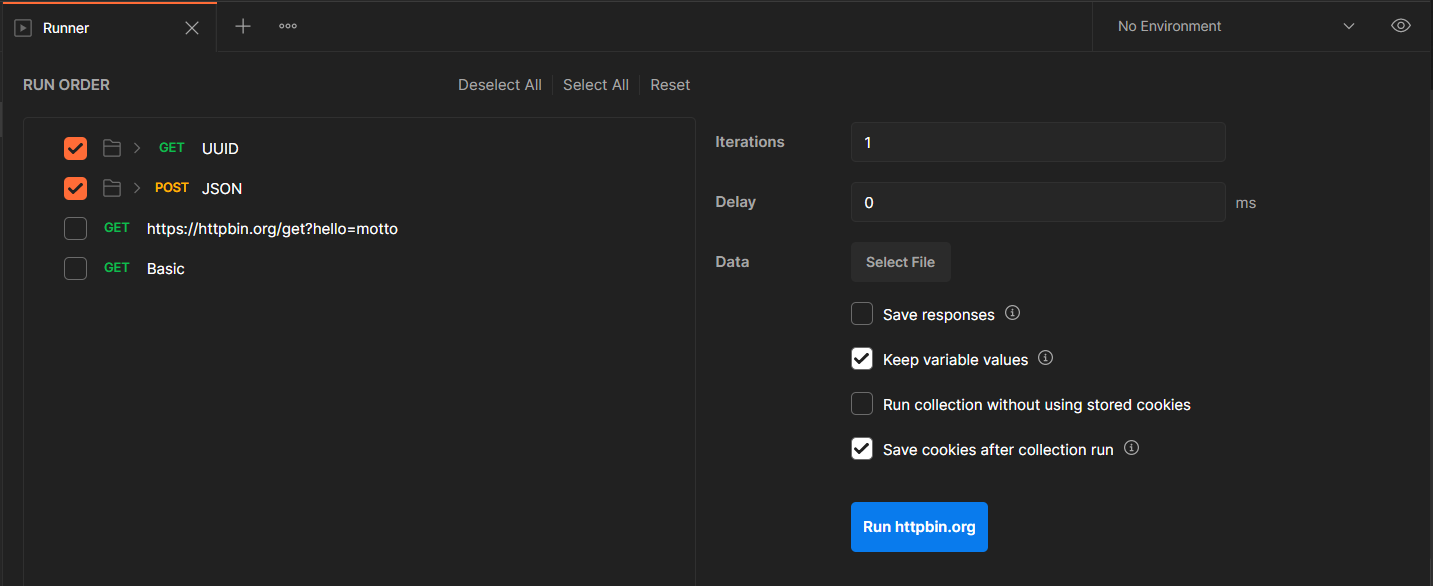 Runner
No Environment
RUN ORDER
Deselect All
Select All
Reset
GET UUID
POST JSON
GET https://httpbin.org/get?hello=motto
GET Basic
Iterations
1
Delay
0
ms
Data
Select File
Save responses
Keep variable values
Run collection without using stored cookies
Save cookies after collection run
Run httpbin.org